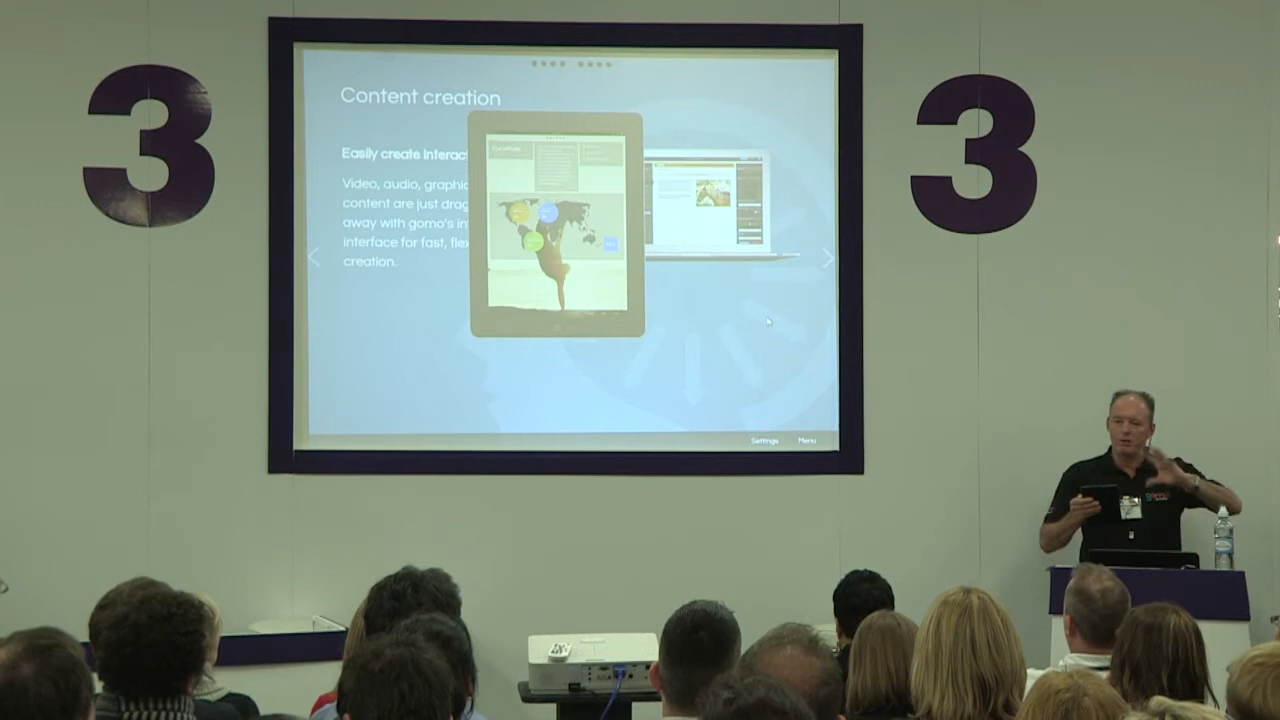 3
3
Content creation
Easily create interac
Video, audio, graphic
content are just drag
away with gomo's in
interface for fast, flex
creation.
Settings
Menu
gomo